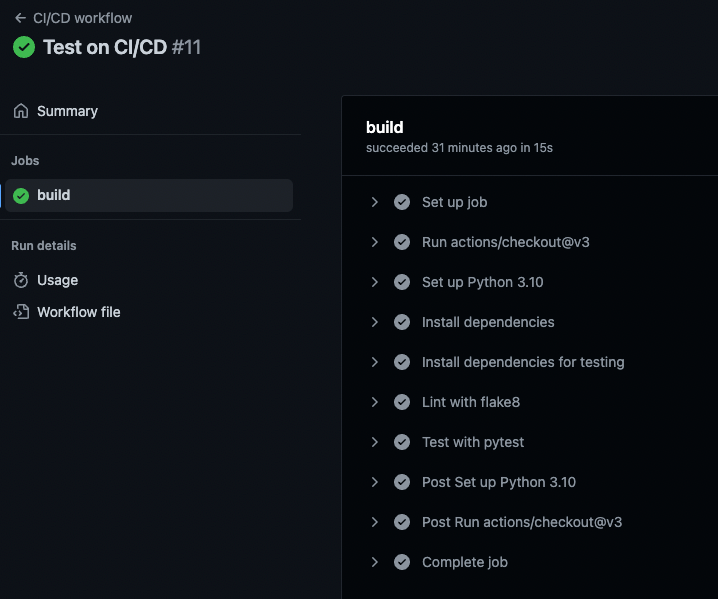 CI/CD workflow
Test on CI/CD #11
Summary
Jobs
build
Run details
Usage
Workflow file
build
succeeded 31 minutes ago in 15s
Set up job
Run actions/checkout@v3
Set up Python 3.10
Install dependencies
Install dependencies for testing
Lint with flake8
Test with pytest
Post Set up Python 3.10
Post Run actions/checkout@v3
Complete job